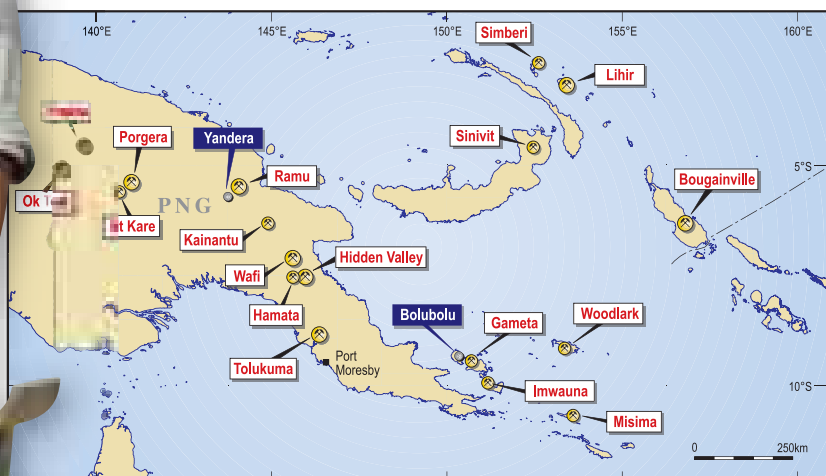 140°E 145°E 150°E 155°E 160°E
Simberi
Lihir
Porgera
Yandera
Sinivit
5°S
Ramu
Bougainville
Ok
PNG
Kare
Kainantu
Hidden Valley
Wafi
Bolubolu
Woodlark
Hamata
Gameta
Port
Moresby
Tolukuma
10°S
Imwauna
Misima
0 250km